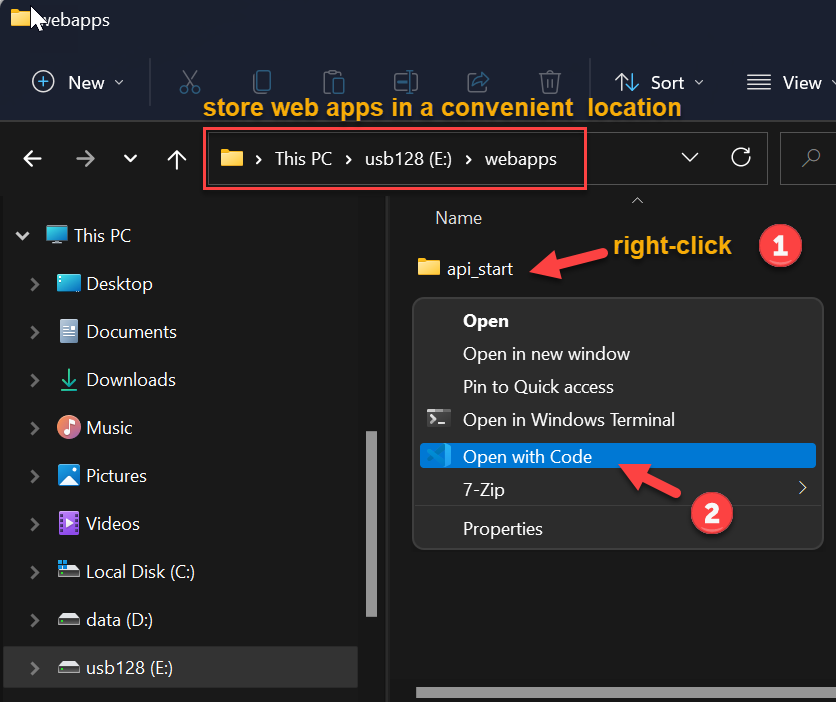 webapps
New
Sort
View
store web apps in a convenient location
This PC > usb128 (E:) > webapps
Name
right-click
1
api_start
This PC
Desktop
Documents
Downloads
Music
Pictures
Videos
Local Disk (C:)
data (D:)
usb128 (E:)
Open
Open in new window
Pin to Quick access
Open in Windows Terminal
Open with Code
7-Zip
2
Properties